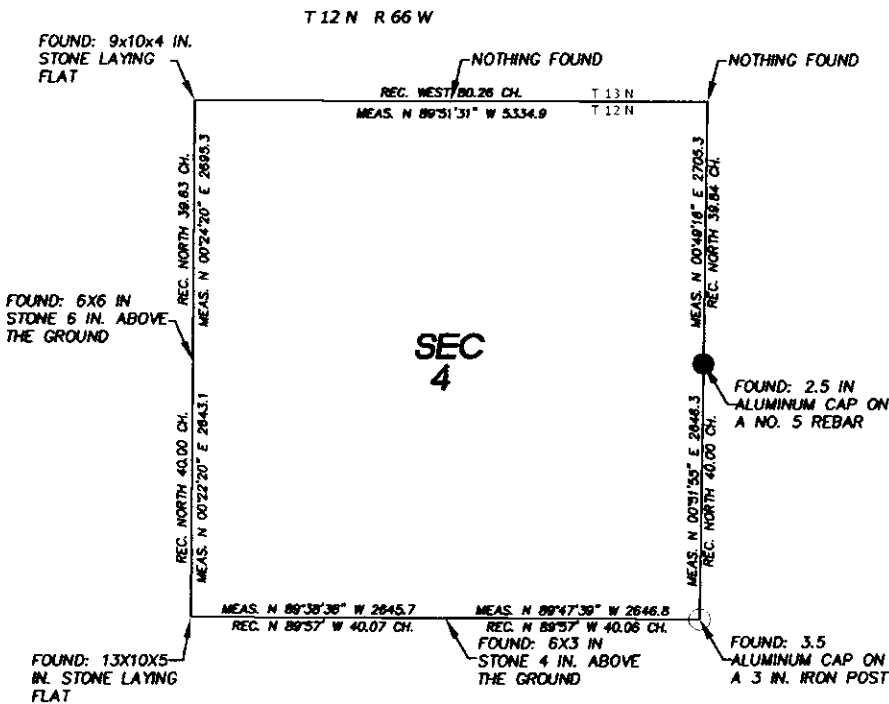 T 12 N R 66 W
FOUND: 9x10x4 IN.
STONE LAYING
FLAT
NOTHING FOUND
NOTHING FOUND
REC. WEST 80.26 CH.
T 13 N
MEAS. N 89°51'31" W 5334.9
T 12 N
REC. NORTH 39.63 CH.
MEAS. N 00°24'20" E 2695.3
MEAS. N 00°49'16" E 2705.3
REC. NORTH 39.84 CH.
FOUND: 6X6 IN
STONE 6 IN. ABOVE
THE GROUND
SEC
4
FOUND: 2.5 IN
ALUMINUM CAP ON
A NO. 5 REBAR
REC. NORTH 40.00 CH.
MEAS. N 00°22'20" E 2643.1
MEAS. N 00°51'55" E 2646.3
REC. NORTH 40.00 CH.
MEAS. N 89°38'36" W 2645.7
MEAS. N 89°47'39" W 2646.8
REC. N 89°57' W 40.07 CH.
REC. N 89°57' W 40.06 CH.
FOUND: 13X10X5
IN. STONE LAYING
FLAT
FOUND: 6X3 IN
STONE 4 IN. ABOVE
THE GROUND
FOUND: 3.5
ALUMINUM CAP ON
A 3 IN. IRON POST